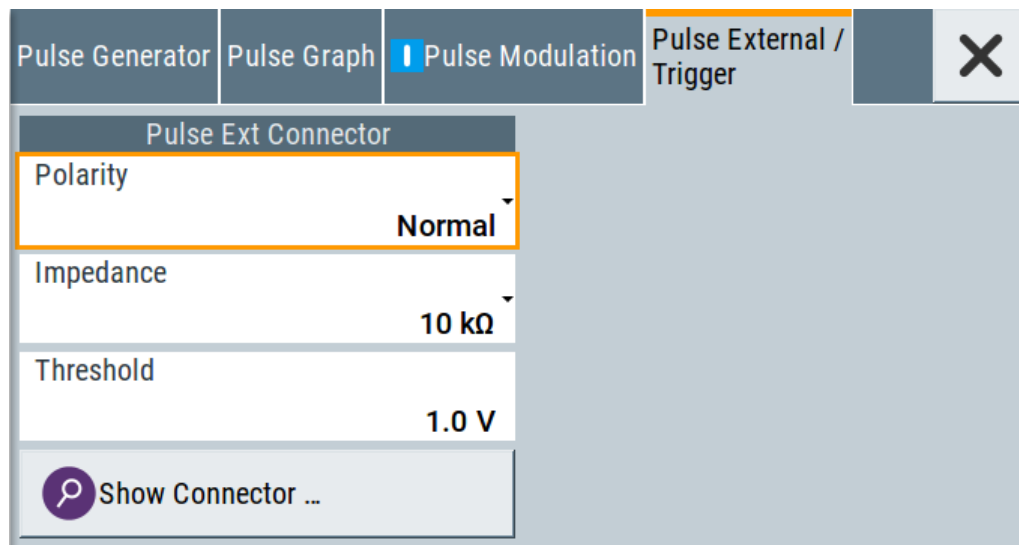 Pulse Generator
Pulse Graph
Pulse Modulation
Pulse External /
Trigger
Pulse Ext Connector
Polarity
Normal
Impedance
10 kΩ
Threshold
1.0 V
Show Connector ...